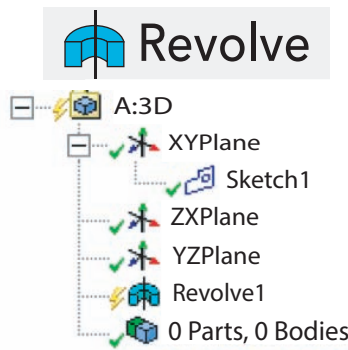 Revolve
A:3D
XYPlane
Sketch1
ZXPlane
YZPlane
Revolve1
0 Parts, 0 Bodies